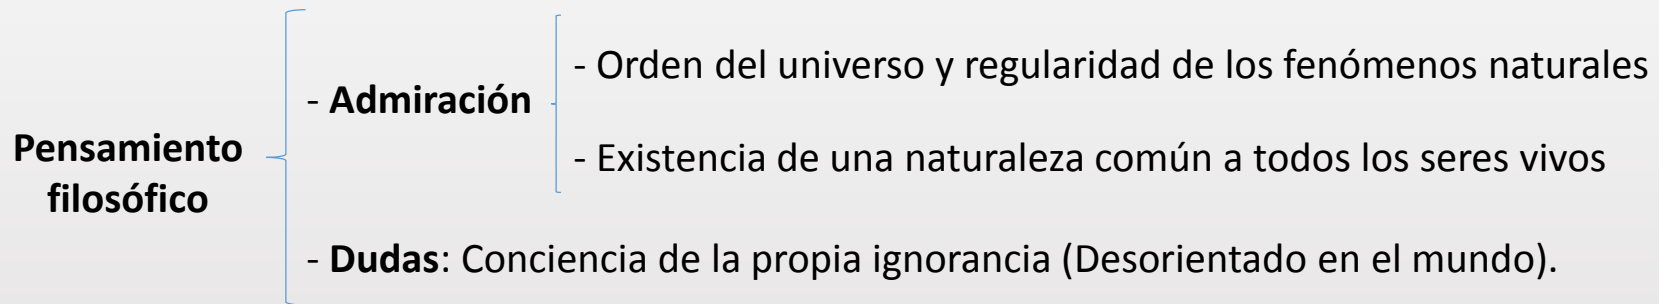 Pensamiento
filosófico
- Admiración
- Orden del universo y regularidad de los fenómenos naturales
- Existencia de una naturaleza común a todos los seres vivos
- Dudas: Conciencia de la propia ignorancia (Desorientado en el mundo).